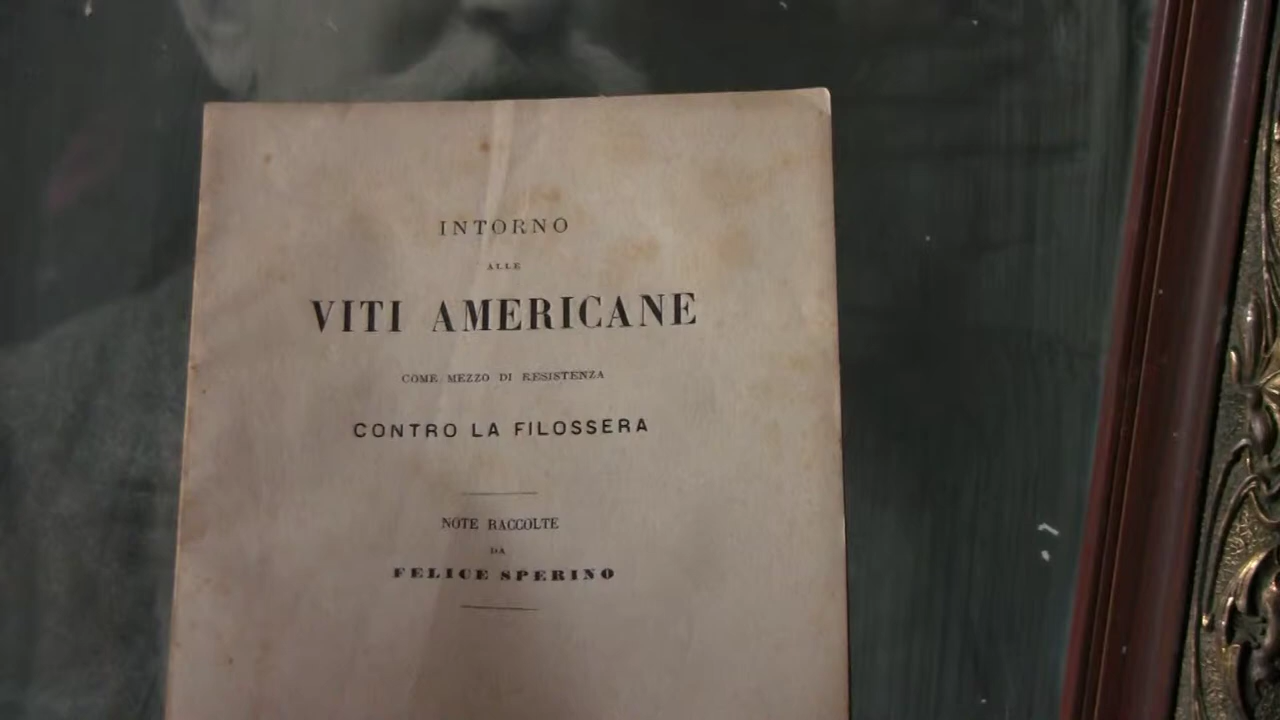 INTORNO
ALLE
VITI AMERICANE
COME MEZZO DI RESISTENZA
CONTRO LA FILOSSERA
NOTE RACCOLTE
DA
FELICE SPERINO